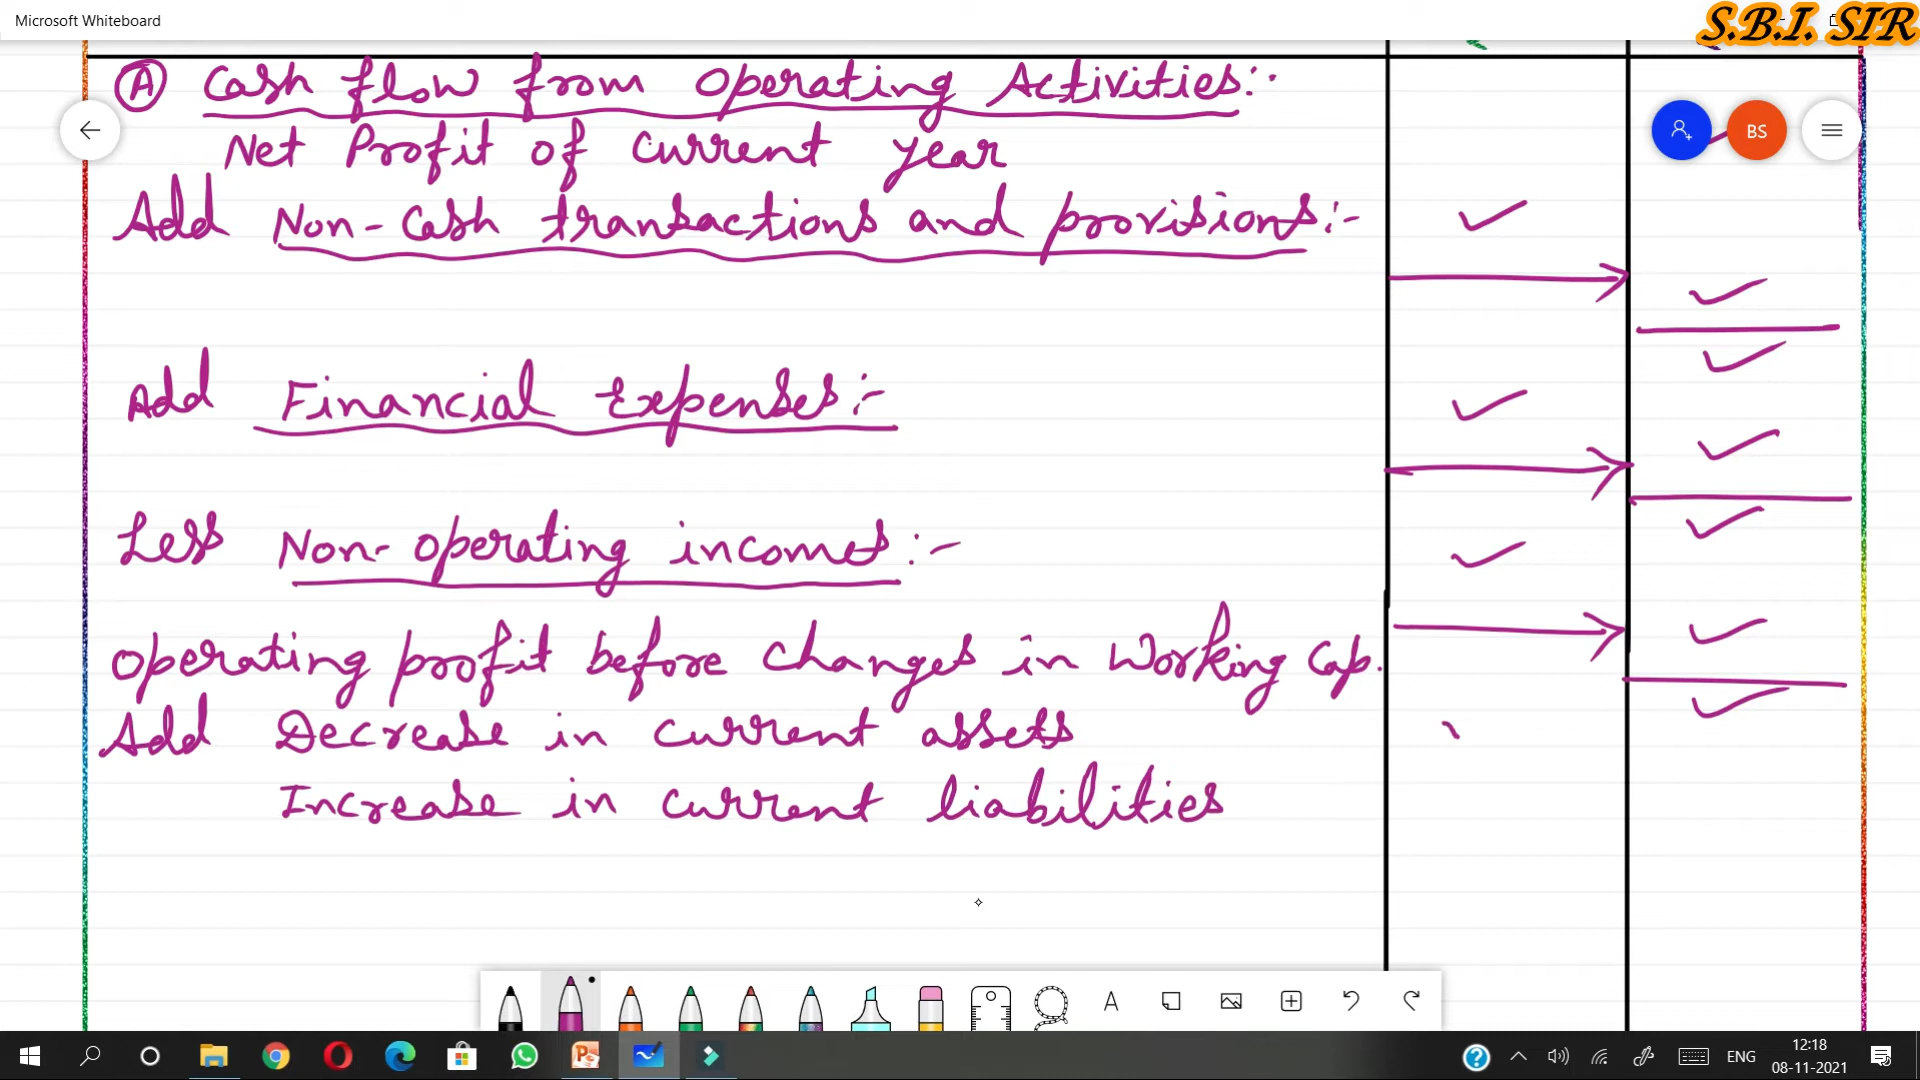 Microsoft Whiteboard
S.B.I. SIR
A Cash flow from Operating Activities:-
BS
Net Profit of Current year
Add Non-Cash transactions and provisions:-
Add Financial Expenses:-
Less Non-operating incomes:-
Operating profit before changes in Working Cap.
Add Decrease in current assets
Increase in current liabilities
A
ENG
12:18
08-11-2021